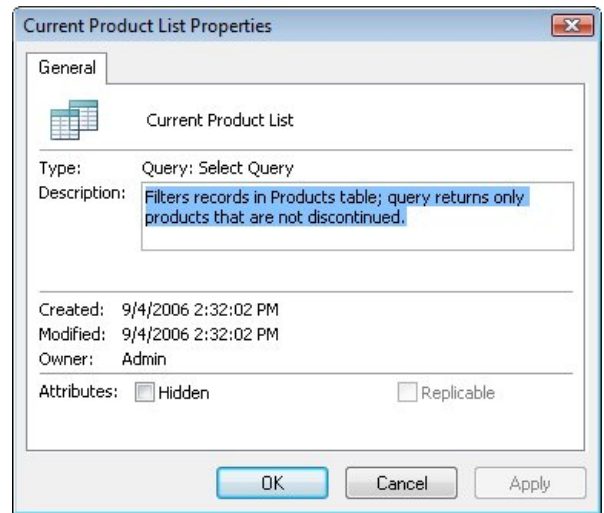 Current Product List Properties
General
Current Product List
Type: Query: Select Query
Description: Filters records in Products table; query returns only
products that are not discontinued.
Created: 9/4/2006 2:32:02 PM
Modified: 9/4/2006 2:32:02 PM
Owner: Admin
Attributes: Hidden Replicable
OK Cancel Apply